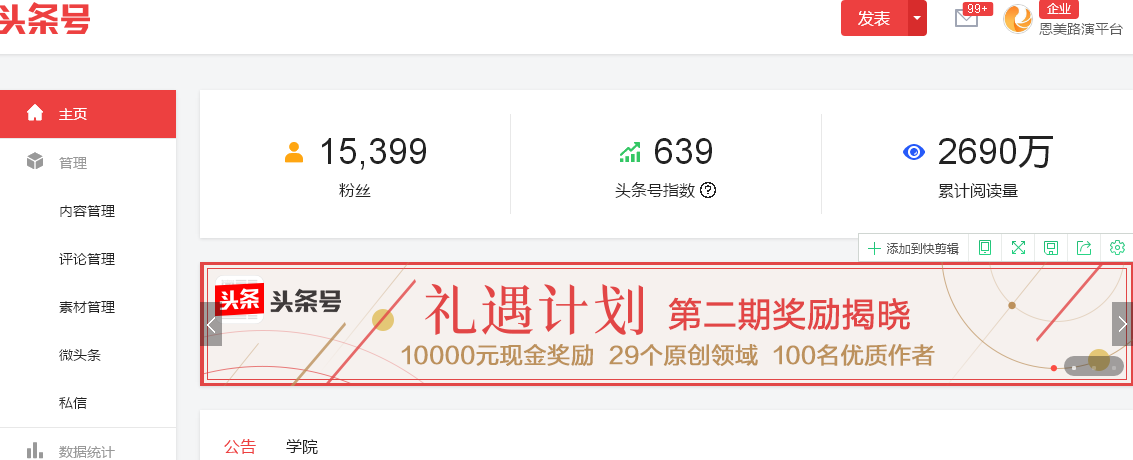 头条号
发表
99+
企业
恩美路演平台
主页
管理
内容管理
评论管理
素材管理
微头条
私信
数据统计
15,399
粉丝
639
头条号指数
2690万
累计阅读量
添加到快剪辑
头条 头条号
礼遇计划 第二期奖励揭晓
10000元现金奖励 29个原创领域 100名优质作者
公告 学院